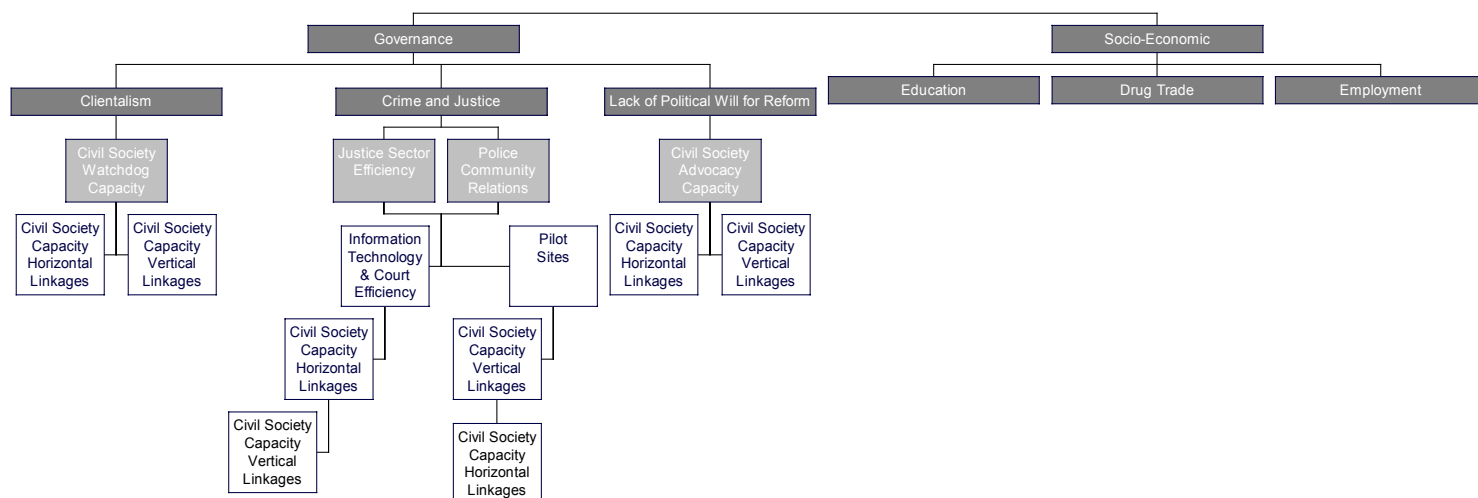 Governance
Socio-Economic
Clientalism
Crime and Justice
Lack of Political Will for Reform
Education
Drug Trade
Employment
Civil Society
Watchdog
Capacity
Justice Sector
Efficiency
Police
Community
Relations
Civil Society
Advocacy
Capacity
Civil Society
Capacity
Horizontal
Linkages
Civil Society
Capacity
Vertical
Linkages
Information
Technology
& Court
Efficiency
Pilot
Sites
Civil Society
Capacity
Horizontal
Linkages
Civil Society
Capacity
Vertical
Linkages
Civil Society
Capacity
Horizontal
Linkages
Civil Society
Capacity
Vertical
Linkages
Civil Society
Capacity
Vertical
Linkages
Civil Society
Capacity
Horizontal
Linkages